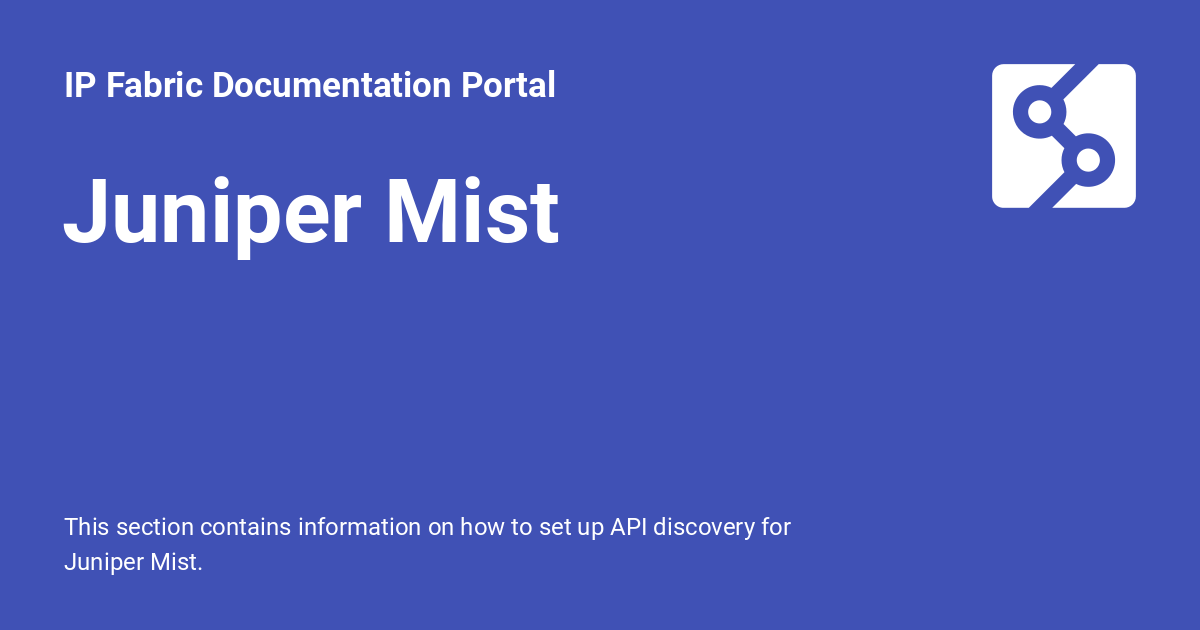 IP Fabric Documentation Portal
Juniper Mist
This section contains information on how to set up API discovery for
Juniper Mist.